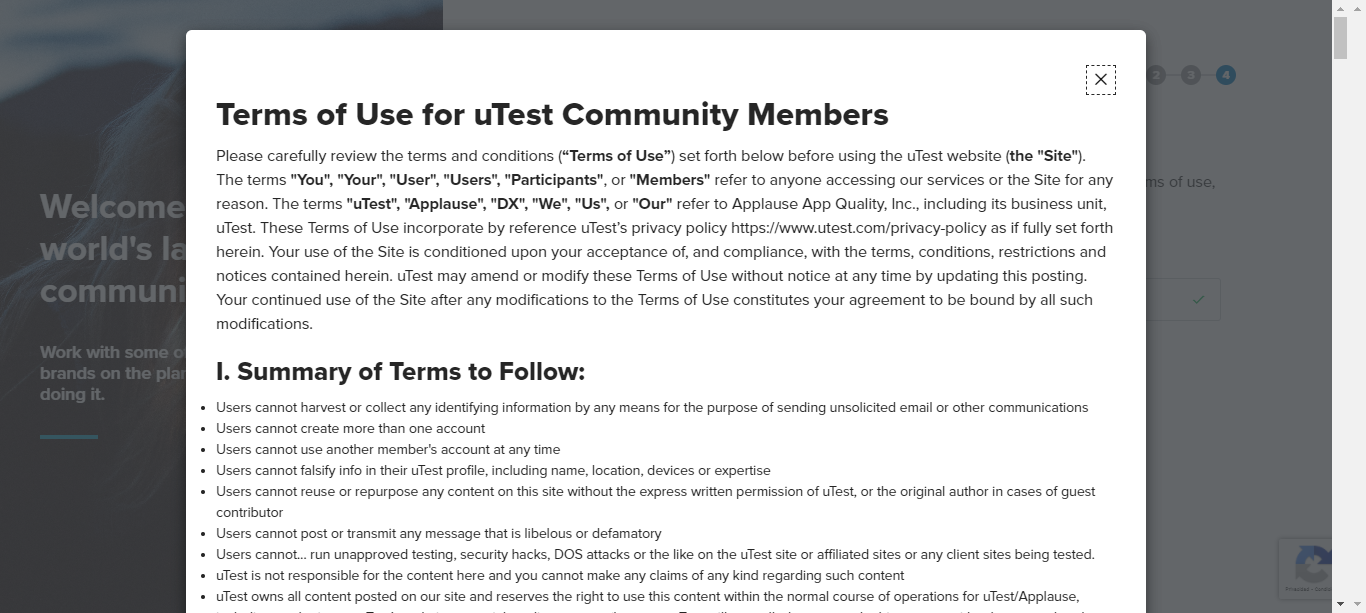 2 3 4
Terms of Use for uTest Community Members
Please carefully review the terms and conditions (“Terms of Use”) set forth below before using the uTest website (the "Site").
The terms "You", "Your", "User", "Users", "Participants", or "Members" refer to anyone accessing our services or the Site for any
reason. The terms "uTest", "Applause", "DX", "We", "Us", or "Our" refer to Applause App Quality, Inc., including its business unit,
uTest. These Terms of Use incorporate by reference uTest’s privacy policy https://www.utest.com/privacy-policy as if fully set forth
herein. Your use of the Site is conditioned upon your acceptance of, and compliance, with the terms, conditions, restrictions and
notices contained herein. uTest may amend or modify these Terms of Use without notice at any time by updating this posting.
Your continued use of the Site after any modifications to the Terms of Use constitutes your agreement to be bound by all such
modifications.
I. Summary of Terms to Follow:
• Users cannot harvest or collect any identifying information by any means for the purpose of sending unsolicited email or other communications
• Users cannot create more than one account
• Users cannot use another member's account at any time
• Users cannot falsify info in their uTest profile, including name, location, devices or expertise
• Users cannot reuse or repurpose any content on this site without the express written permission of uTest, or the original author in cases of guest
contributor
• Users cannot post or transmit any message that is libelous or defamatory
• Users cannot... run unapproved testing, security hacks, DOS attacks or the like on the uTest site or affiliated sites or any client sites being tested.
• uTest is not responsible for the content here and you cannot make any claims of any kind regarding such content
• uTest owns all content posted on our site and reserves the right to use this content within the normal course of operations for uTest/Applause,
Welcome
world's la
communi
Work with some o
brands on the plan
doing it.
ms of use,